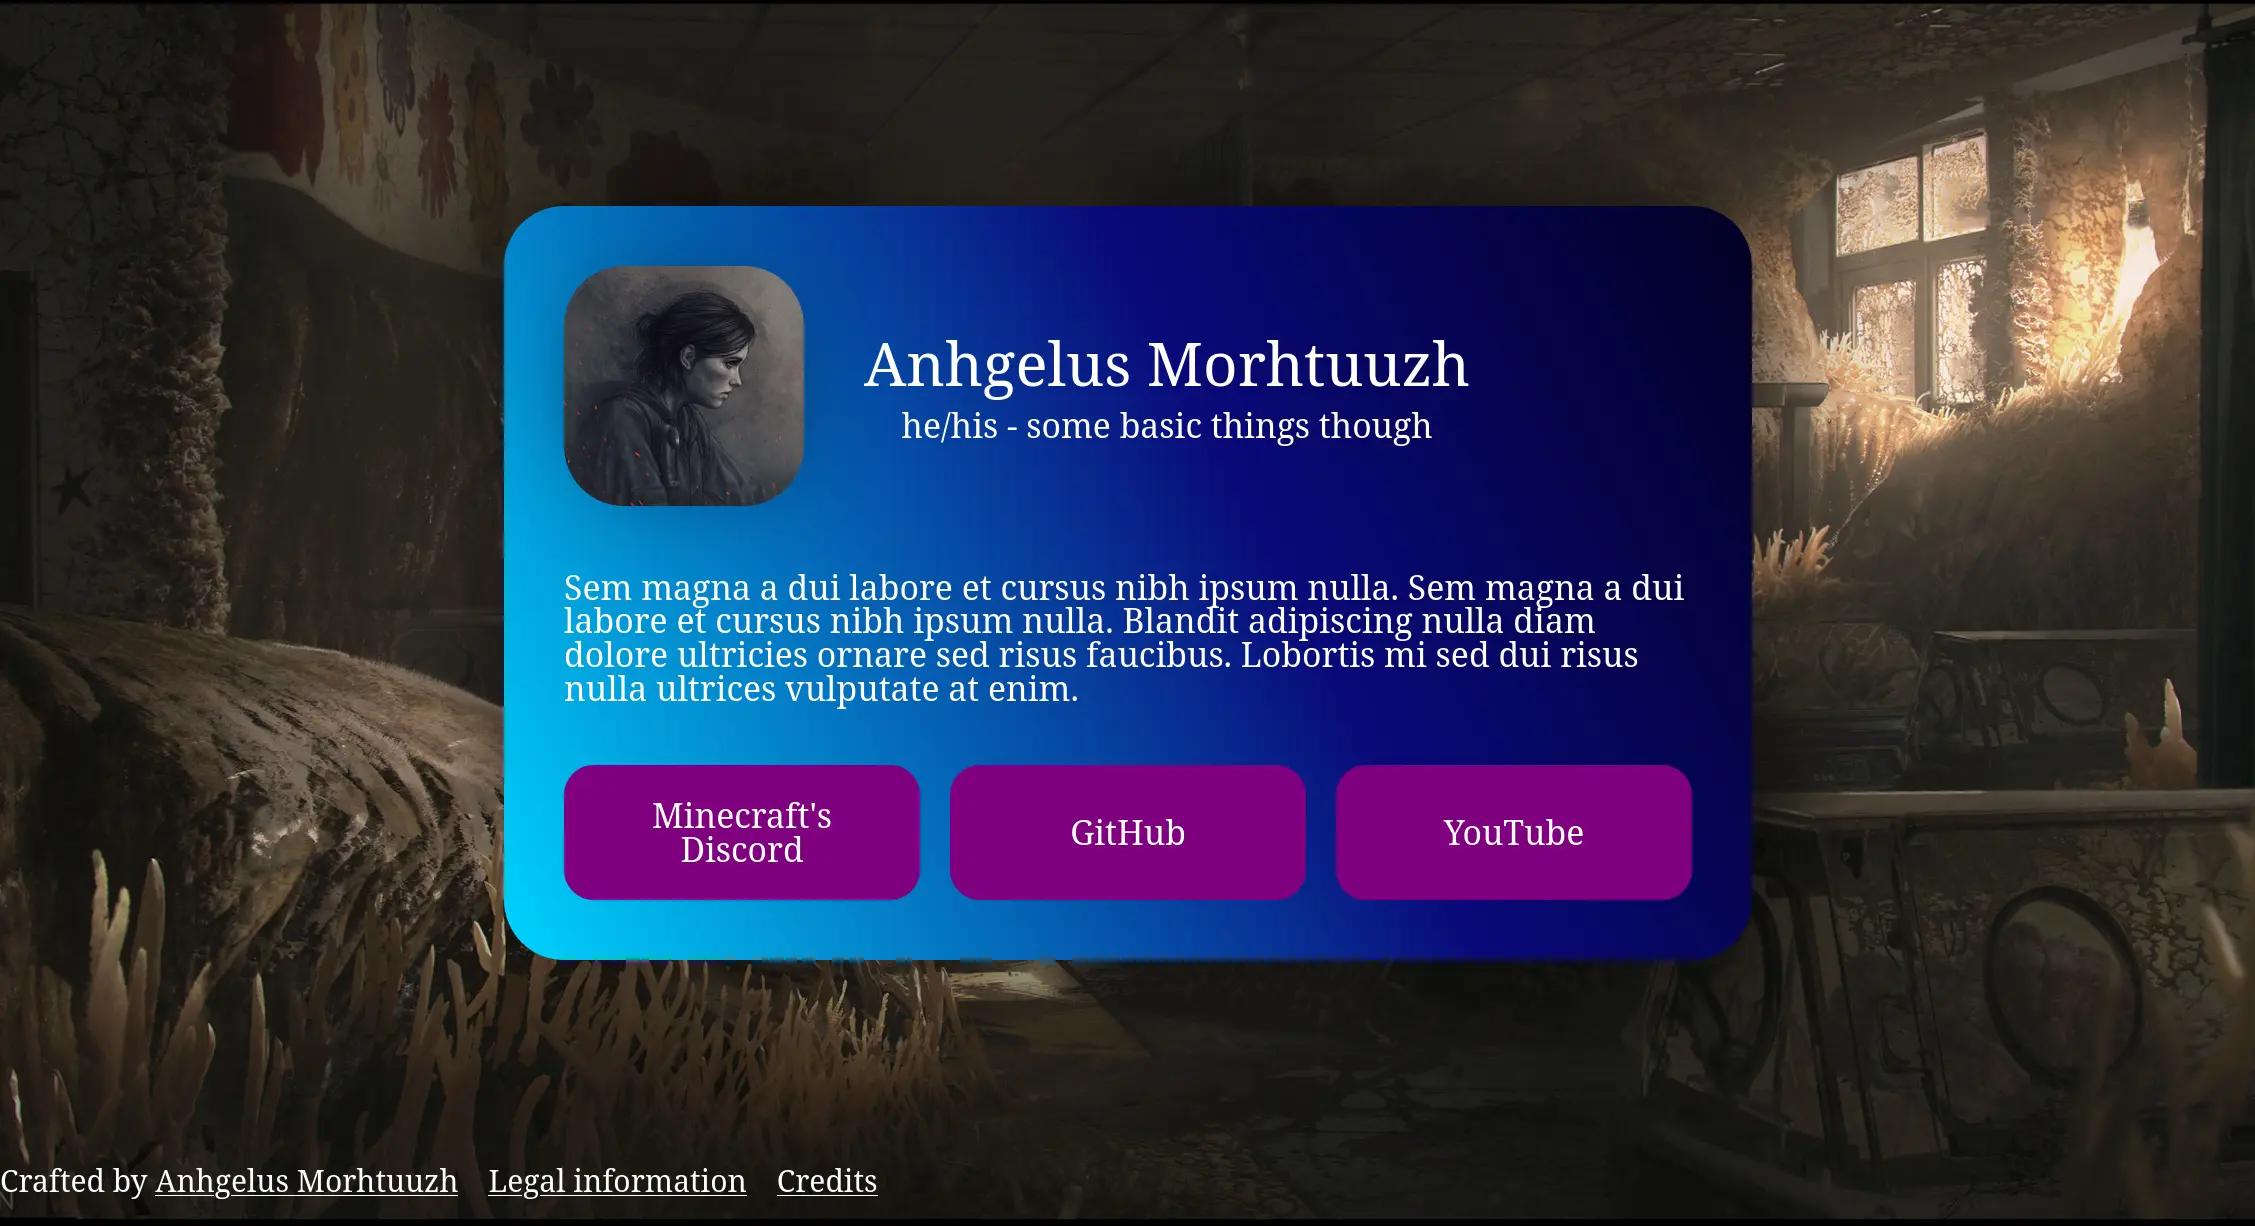 Anhgelus Morhtuuzh
he/his - some basic things though
Sem magna a dui labore et cursus nibh ipsum nulla. Sem magna a dui
labore et cursus nibh ipsum nulla. Blandit adipiscing nulla diam
dolore ultricies ornare sed risus faucibus. Lobortis mi sed dui risus
nulla ultrices vulputate at enim.
Minecraft's
Discord
GitHub
YouTube
Crafted by Anhgelus Morhtuuzh Legal information Credits